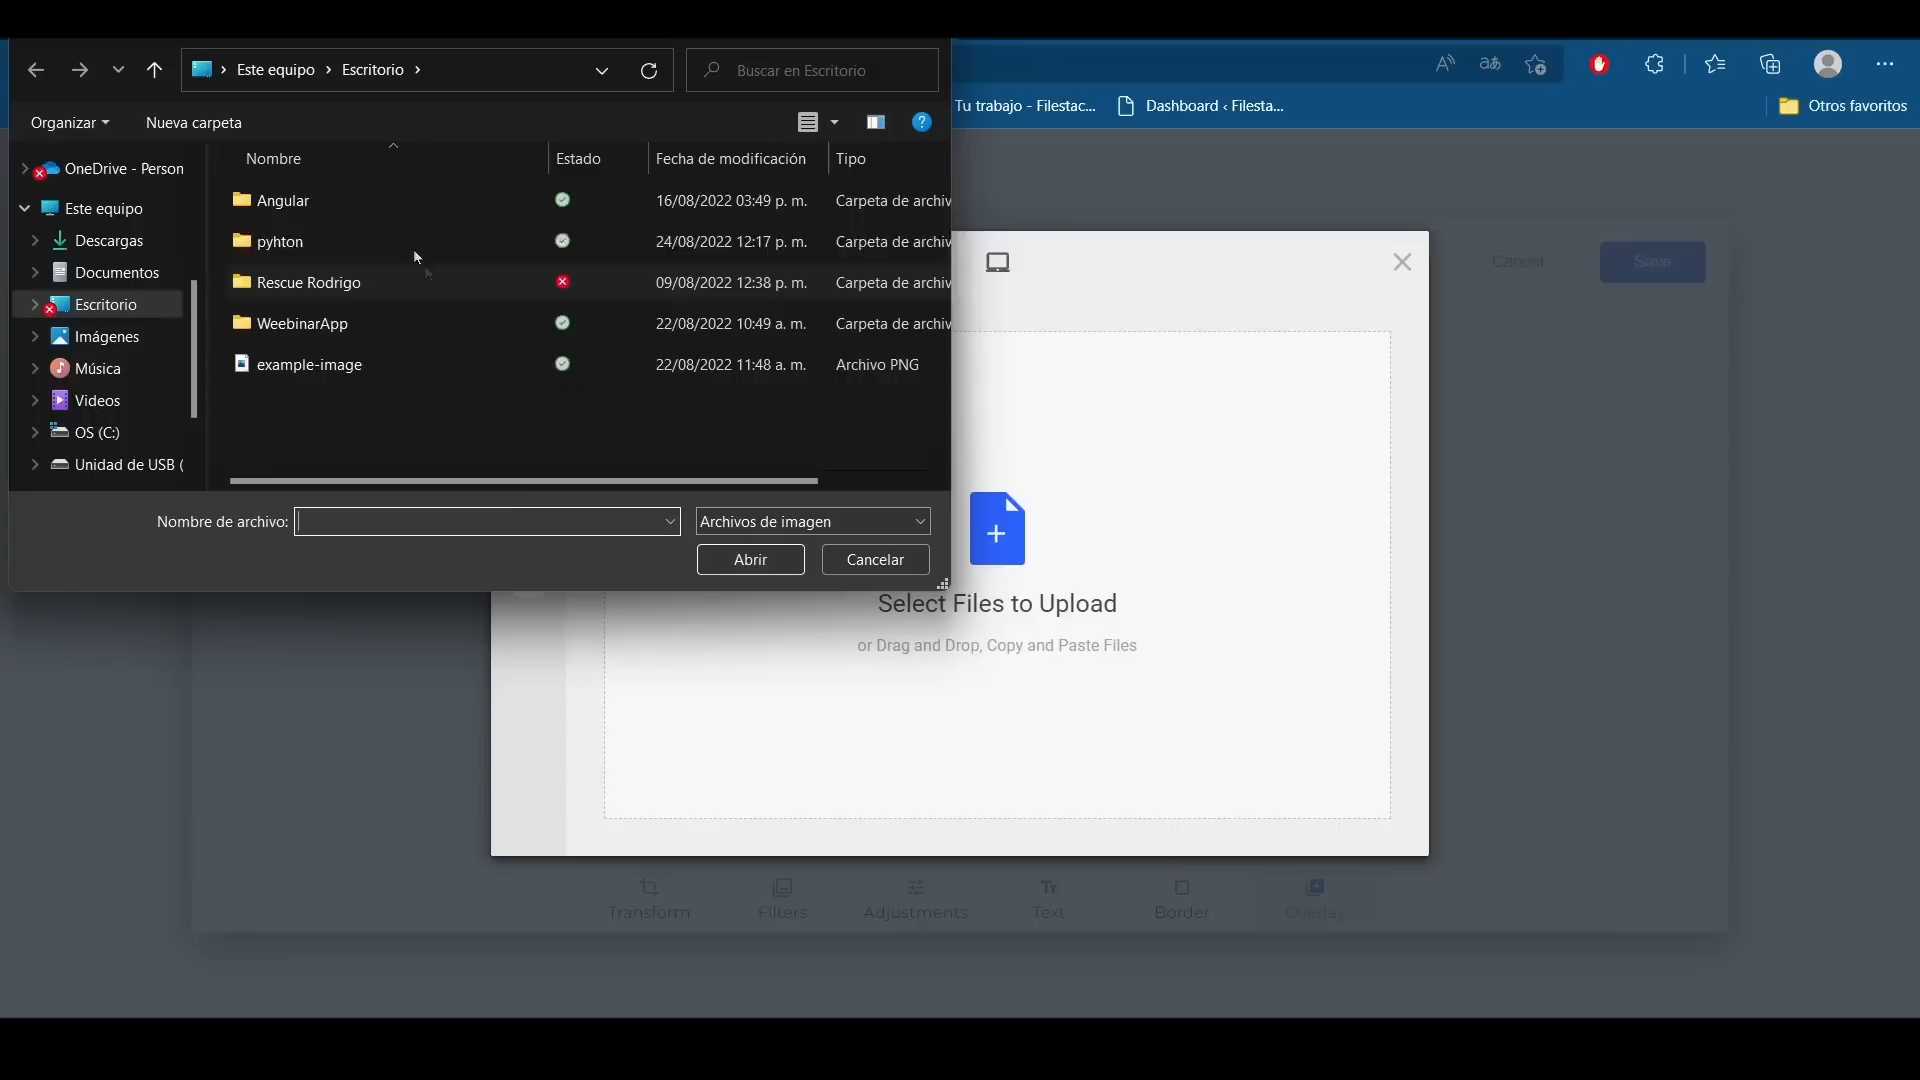 Este equipo › Escritorio ›
Buscar en Escritorio
Tu trabajo - Filestac...
Dashboard ‹ Filesta...
Otros favoritos
Organizar
Nueva carpeta
Nombre
Estado
Fecha de modificación
Tipo
OneDrive - Person
Este equipo
Descargas
Documentos
Escritorio
Imágenes
Música
Videos
OS (C:)
Unidad de USB (
Angular
16/08/2022 03:49 p. m.
Carpeta de archiv
pyhton
24/08/2022 12:17 p. m.
Carpeta de archiv
Rescue Rodrigo
09/08/2022 12:38 p. m.
Carpeta de archiv
WeebinarApp
22/08/2022 10:49 a. m.
Carpeta de archiv
example-image
22/08/2022 11:48 a. m.
Archivo PNG
Nombre de archivo:
Archivos de imagen
Abrir
Cancelar
Cancel
Save
Select Files to Upload
or Drag and Drop, Copy and Paste Files
Transform
Filters
Adjustments
Text
Border
Overlay